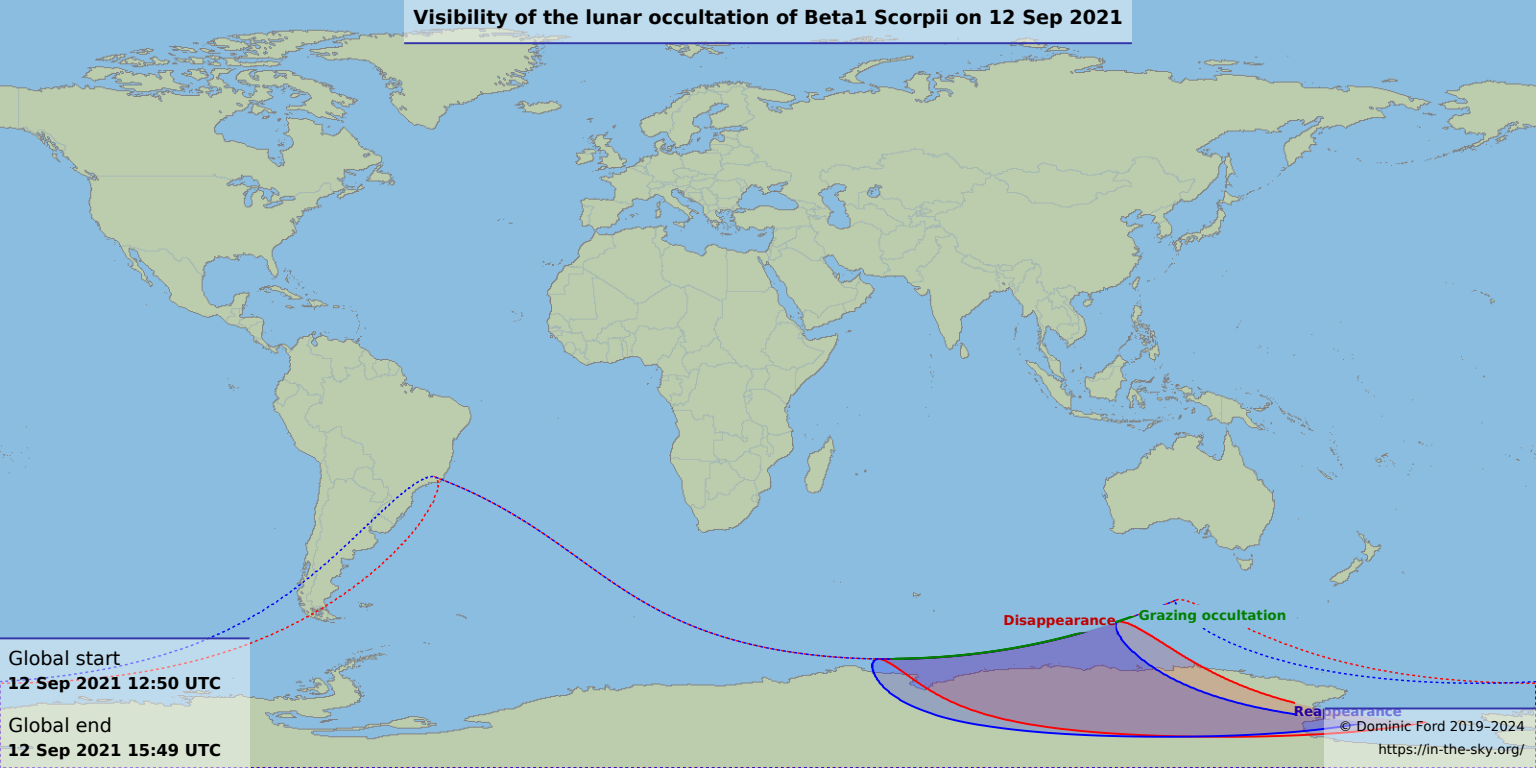 Visibility of the lunar occultation of Beta1 Scorpii on 12 Sep 2021
Disappearance
Grazing occultation
Reappearance
Global start
12 Sep 2021 12:50 UTC
Global end
12 Sep 2021 15:49 UTC
© Dominic Ford 2019–2024
https://in-the-sky.org/